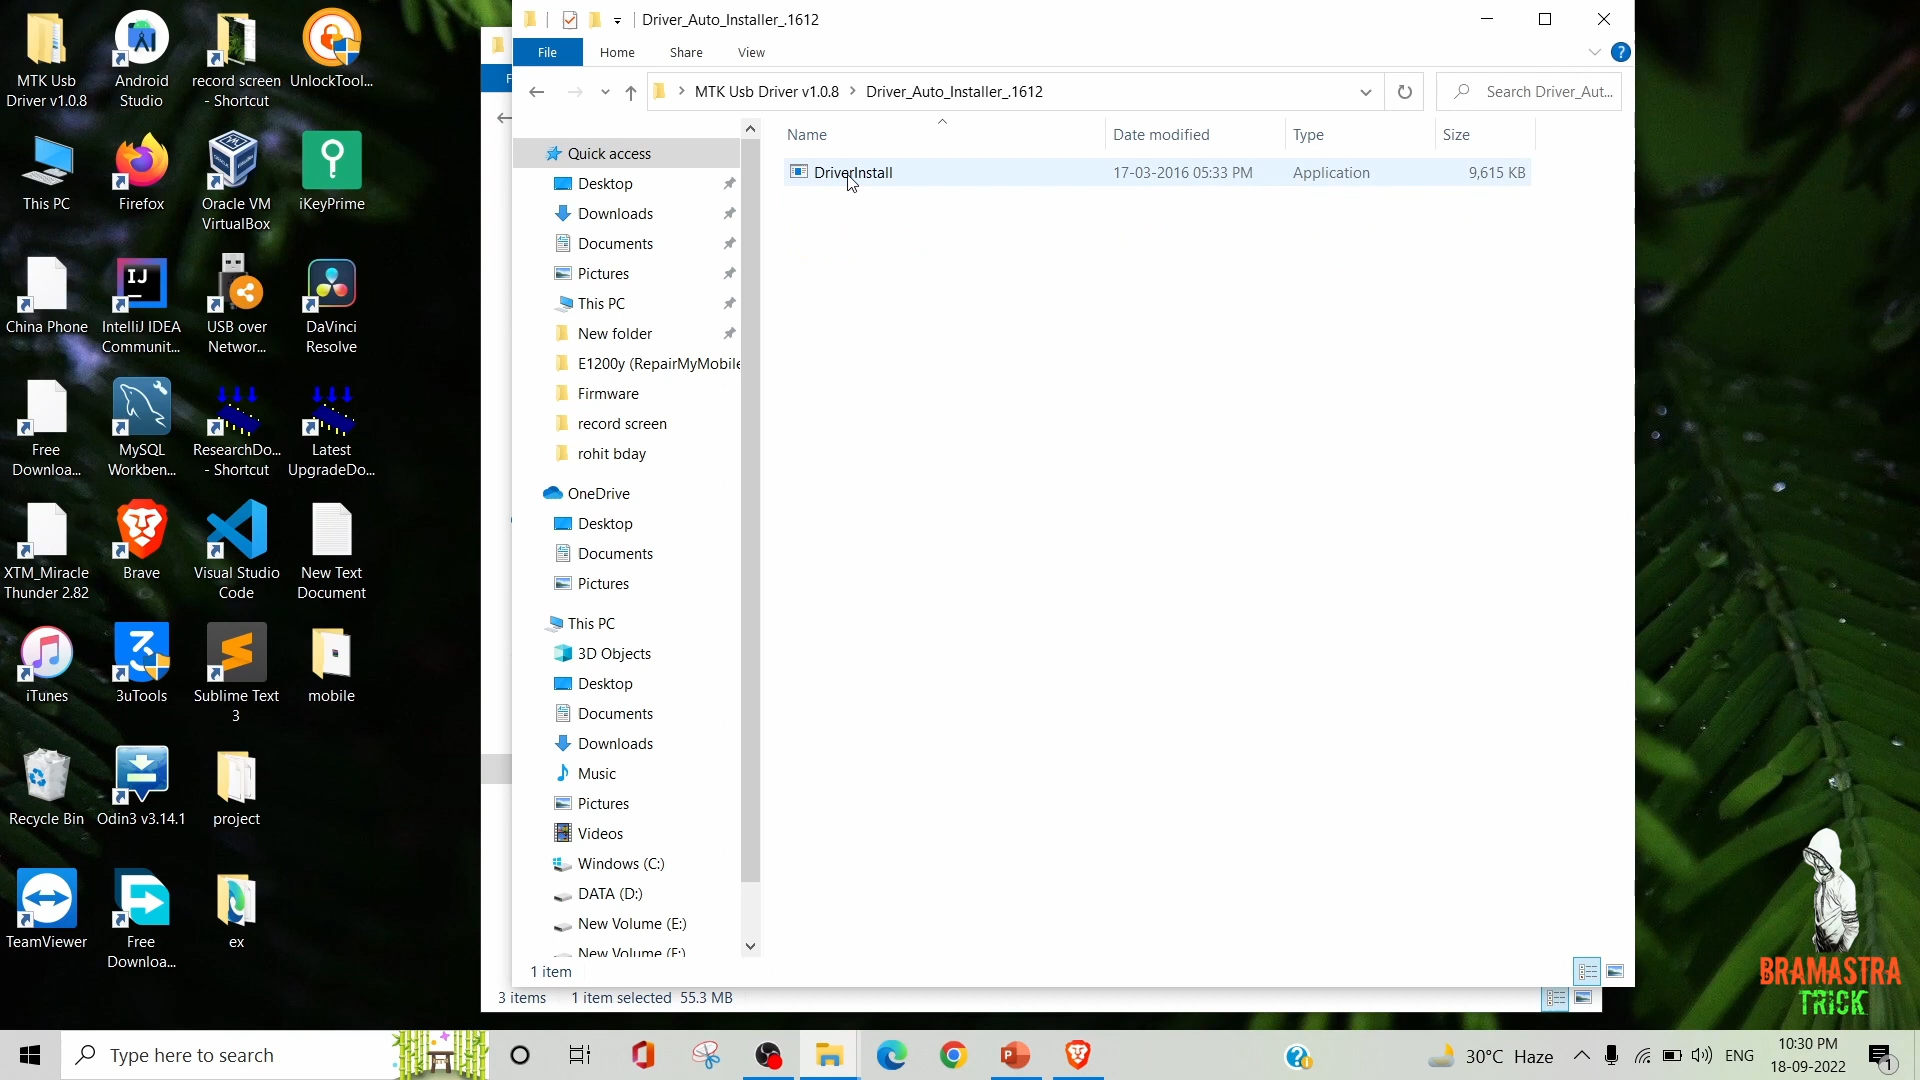 MTK Usb
Driver v1.0.8
Android
Studio
record screen
- Shortcut
UnlockTool...
This PC
Firefox
Oracle VM
VirtualBox
iKeyPrime
China Phone
IntelliJ IDEA
Communit...
USB over
Networ...
DaVinci
Resolve
Free
Downloa...
MySQL
Workben...
ResearchDo...
- Shortcut
Latest
UpgradeDo...
XTM_Miracle
Thunder 2.82
Brave
Visual Studio
Code
New Text
Document
iTunes
3uTools
Sublime Text
3
mobile
Recycle Bin
Odin3 v3.14.1
project
TeamViewer
Free
Downloa...
ex
Driver_Auto_Installer_.1612
File
Home
Share
View
MTK Usb Driver v1.0.8 > Driver_Auto_Installer_.1612
Search Driver_Aut...
Name
Date modified
Type
Size
DriverInstall
17-03-2016 05:33 PM
Application
9,615 KB
Quick access
Desktop
Downloads
Documents
Pictures
This PC
New folder
E1200y (RepairMyMobile
Firmware
record screen
rohit bday
OneDrive
Desktop
Documents
Pictures
This PC
3D Objects
Desktop
Documents
Downloads
Music
Pictures
Videos
Windows (C:)
DATA (D:)
New Volume (E:)
New Volume (F:)
1 item
3 items
1 item selected 55.3 MB
BRAMASTRA
TRICK
Type here to search
30°C Haze
ENG
10:30 PM
18-09-2022
1